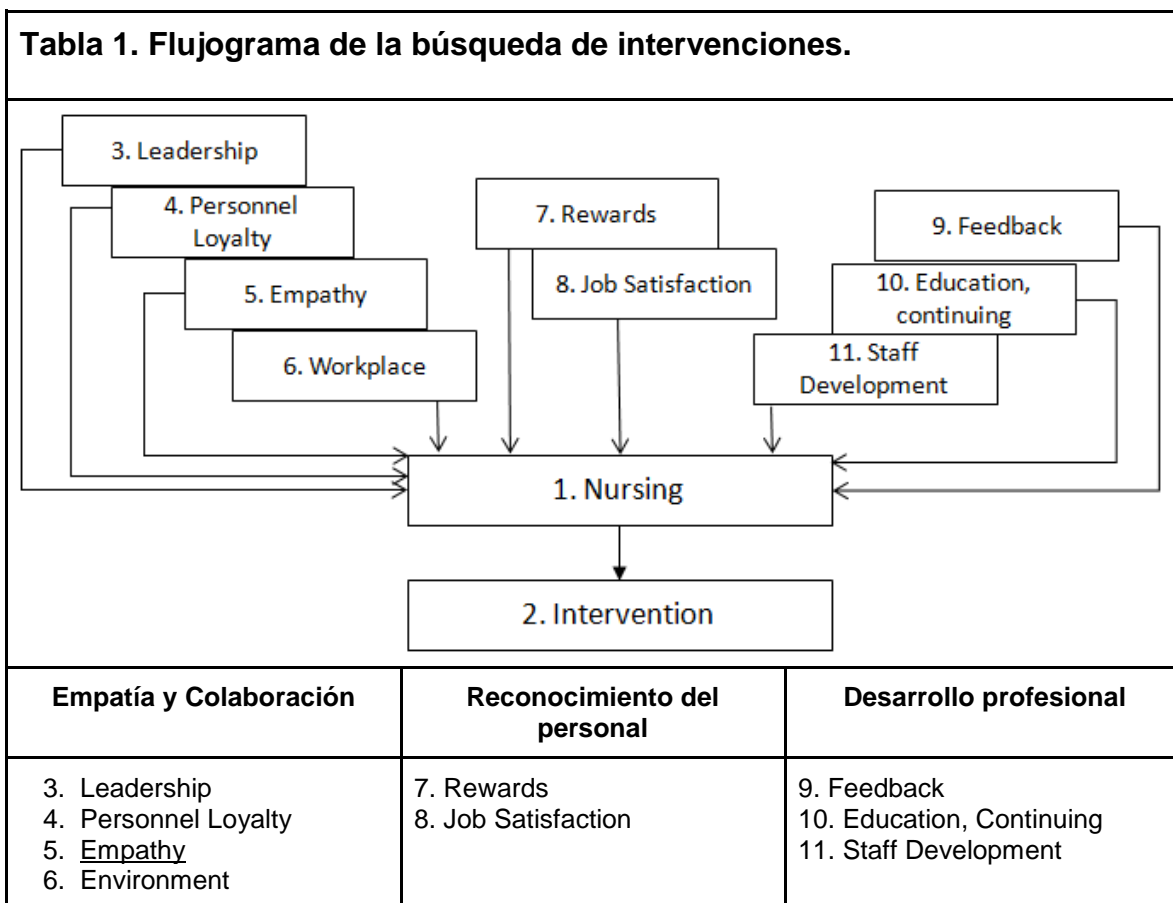 Tabla 1. Flujograma de la búsqueda de intervenciones.
3. Leadership
4. Personnel
Loyalty
5. Empathy
6. Workplace
7. Rewards
8. Job Satisfaction
9. Feedback
10. Education,
continuing
11. Staff
Development
1. Nursing
2. Intervention
Empatía y Colaboración
3. Leadership
4. Personnel Loyalty
5. Empathy
6. Environment
Reconocimiento del
personal
7. Rewards
8. Job Satisfaction
Desarrollo profesional
9. Feedback
10. Education, Continuing
11. Staff Development